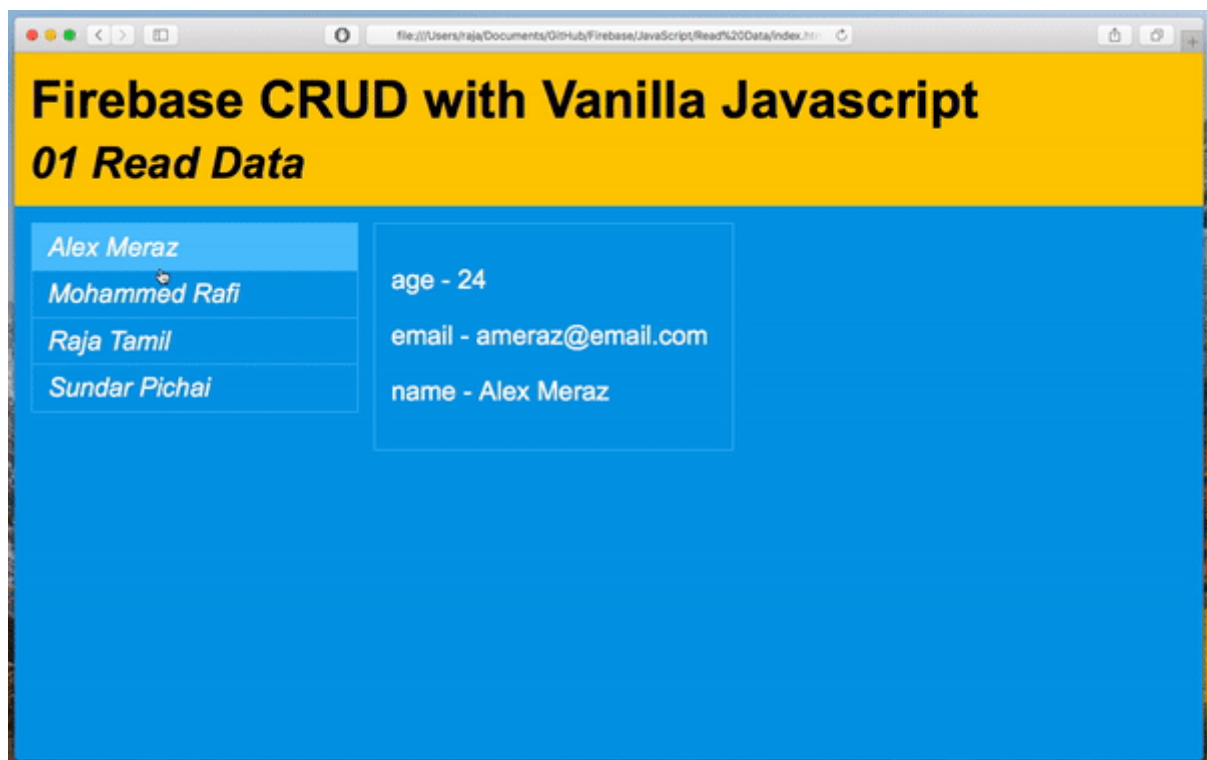 file:///Users/raja/Documents/GitHub/Firebase/JavaScript/Read%20Data/index.htm
Firebase CRUD with Vanilla Javascript
01 Read Data
Alex Meraz
Mohammed Rafi
Raja Tamil
Sundar Pichai
age - 24
email - ameraz@email.com
name - Alex Meraz